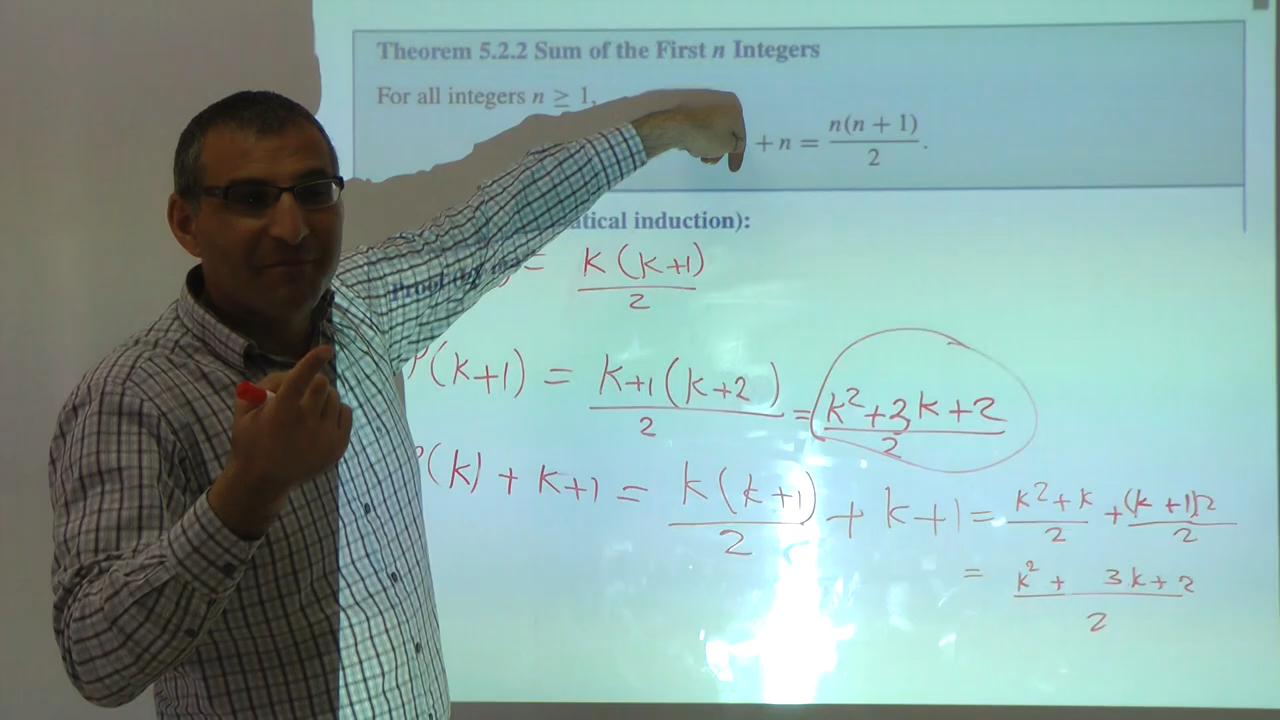 Theorem 5.2.2 Sum of the First n Integers
For all integers n ≥ 1,
+ n = n(n + 1)/2.
induction):
= K(K+1)/2
P(K+1) = K+1(K+2)/2 = K²+3K+2/2
P(K) + K+1 = K(K+1)/2 + K+1 = K²+K/2 + (K+1)2/2
= K² + 3K+2/2